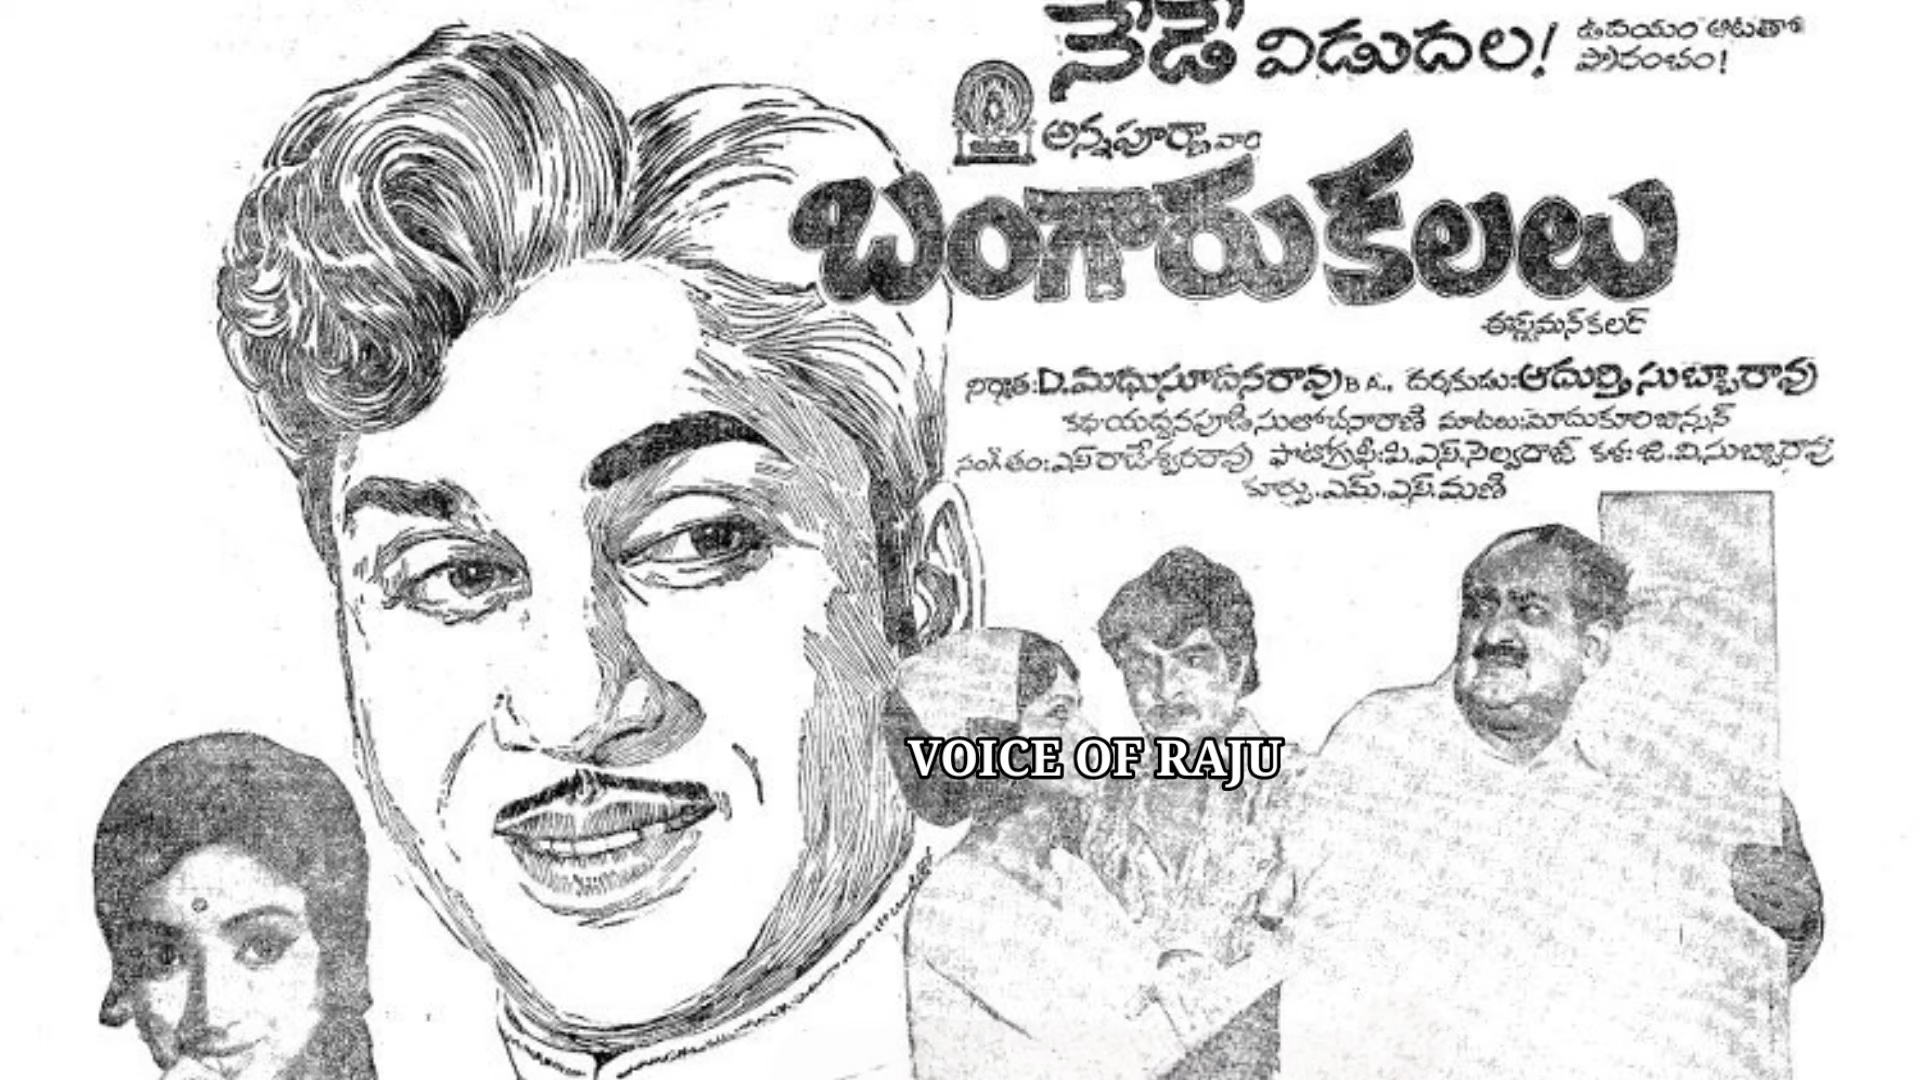 నేడే విడుదల!
ఉదయం ఆటతో
ప్రారంభం!
అన్నపూర్ణా వారి
బంగారుకలలు
ఈస్ట్‌మన్‌కలర్
నిర్మాత:D.మధుసూదనరావు B A., దర్శకుడు:ఆదుర్తి సుబ్బారావు
కథ:యద్దనపూడి సులోచనారాణి మాటలు:మోదుకూరి జాన్సన్
సంగీతం:ఎస్.రాజేశ్వరరావు ఫొటోగ్రఫీ:పి.ఎస్.సెల్వరాజ్ కళ:జి.వి.సుబ్బారావు
కూర్పు.ఎమ్.ఎస్.మణి
VOICE OF RAJU